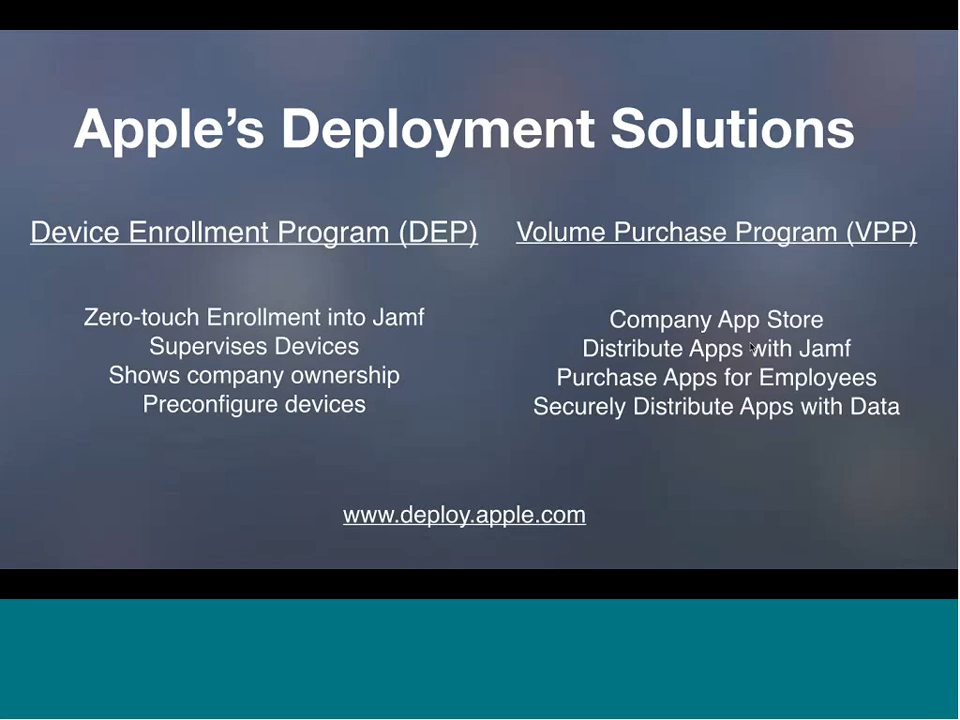 Apple’s Deployment Solutions
Device Enrollment Program (DEP)
Zero-touch Enrollment into Jamf
Supervises Devices
Shows company ownership
Preconfigure devices
Volume Purchase Program (VPP)
Company App Store
Distribute Apps with Jamf
Purchase Apps for Employees
Securely Distribute Apps with Data
www.deploy.apple.com